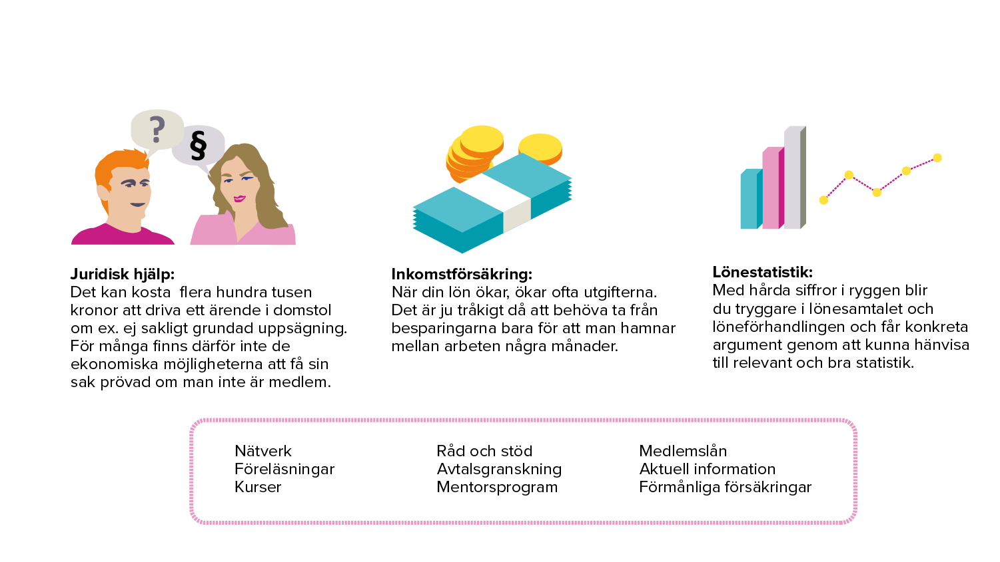 ?
§
Juridisk hjälp:
Det kan kosta  flera hundra tusen
kronor att driva ett ärende i domstol
om ex. ej sakligt grundad uppsägning.
För många finns därför inte de
ekonomiska möjligheterna att få sin
sak prövad om man inte är medlem.
Inkomstförsäkring:
När din lön ökar, ökar ofta utgifterna.
Det är ju tråkigt då att behöva ta från
besparingarna bara för att man hamnar
mellan arbeten några månader.
Lönestatistik:
Med hårda siffror i ryggen blir
du tryggare i lönesamtalet och
löneförhandlingen och får konkreta
argument genom att kunna hänvisa
till relevant och bra statistik.
Nätverk
Föreläsningar
Kurser
Råd och stöd
Avtalsgranskning
Mentorsprogram
Medlemslån
Aktuell information
Förmånliga försäkringar